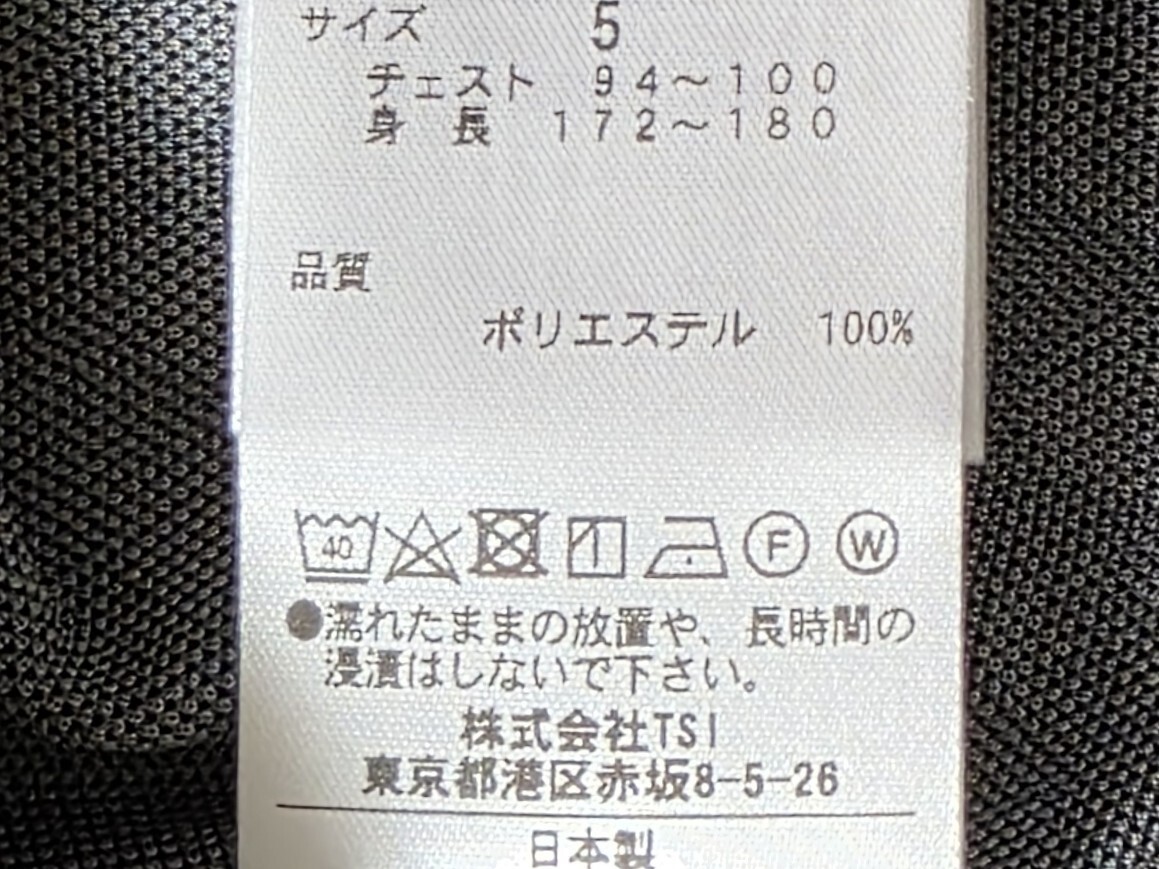 サイズ 5
チェスト 94～100
身長 172～180
品質
ポリエステル 100%
40 F W
●濡れたままの放置や、長時間の
浸漬はしないで下さい。
株式会社TSI
東京都港区赤坂8-5-26
日本製